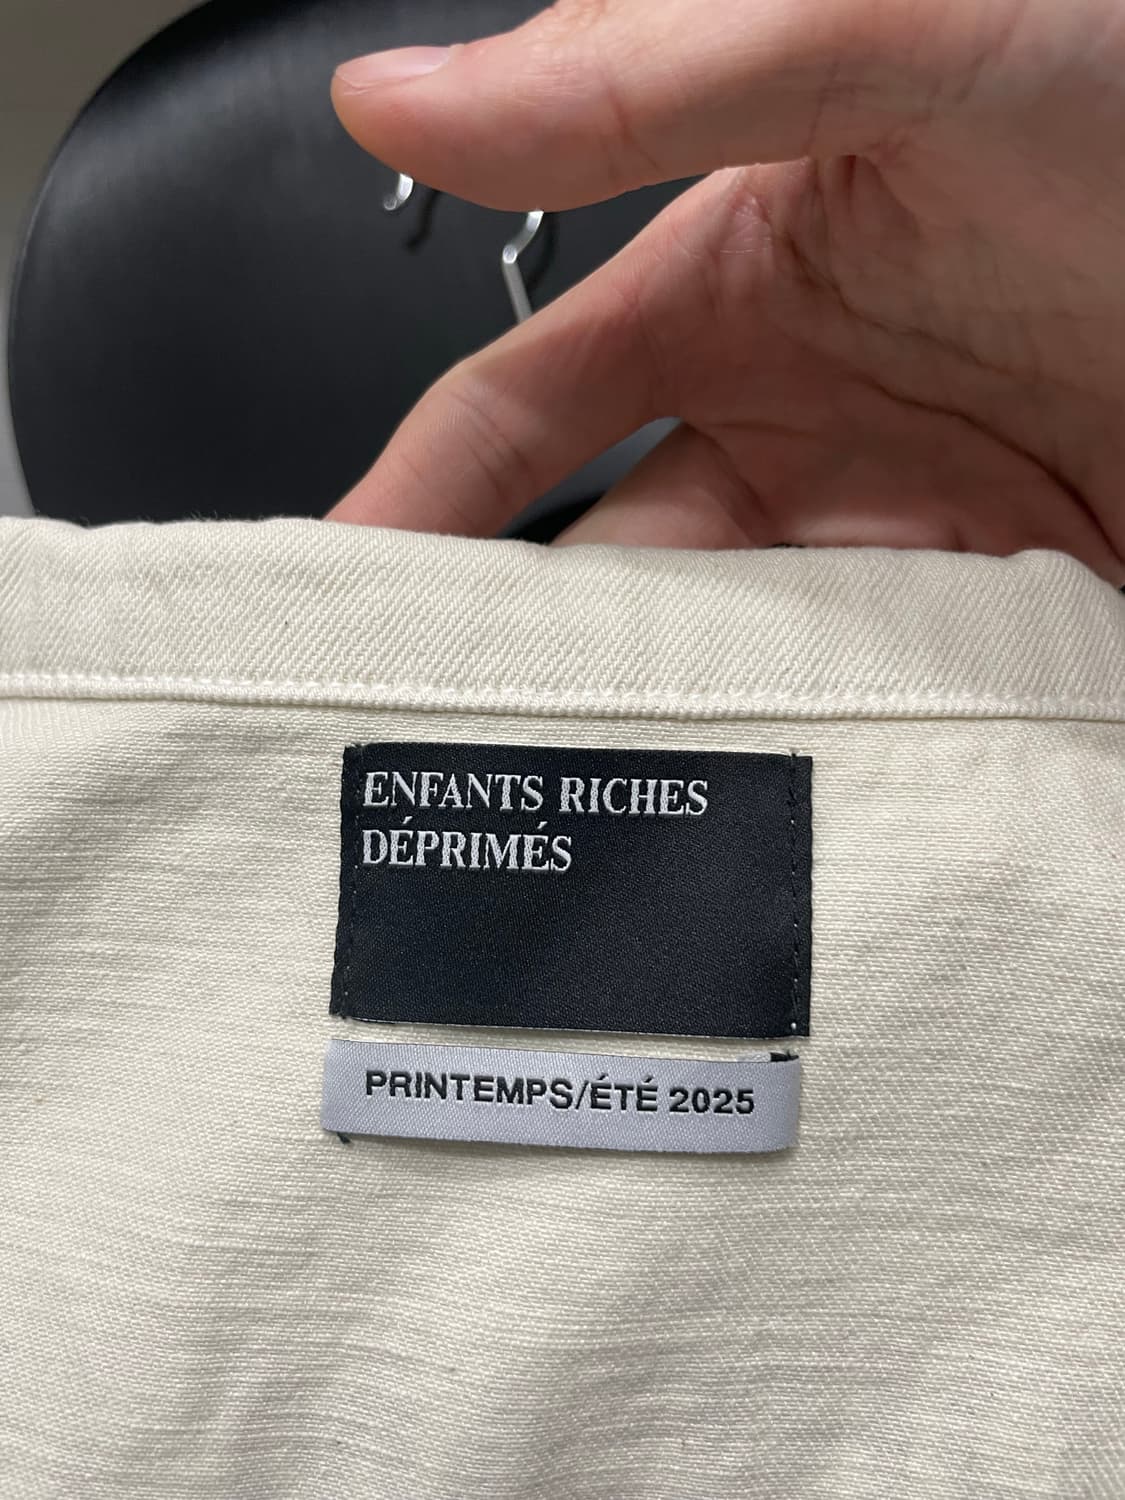 ENFANTS RICHES
DÉPRIMÉS
PRINTEMPS/ÉTÉ 2025